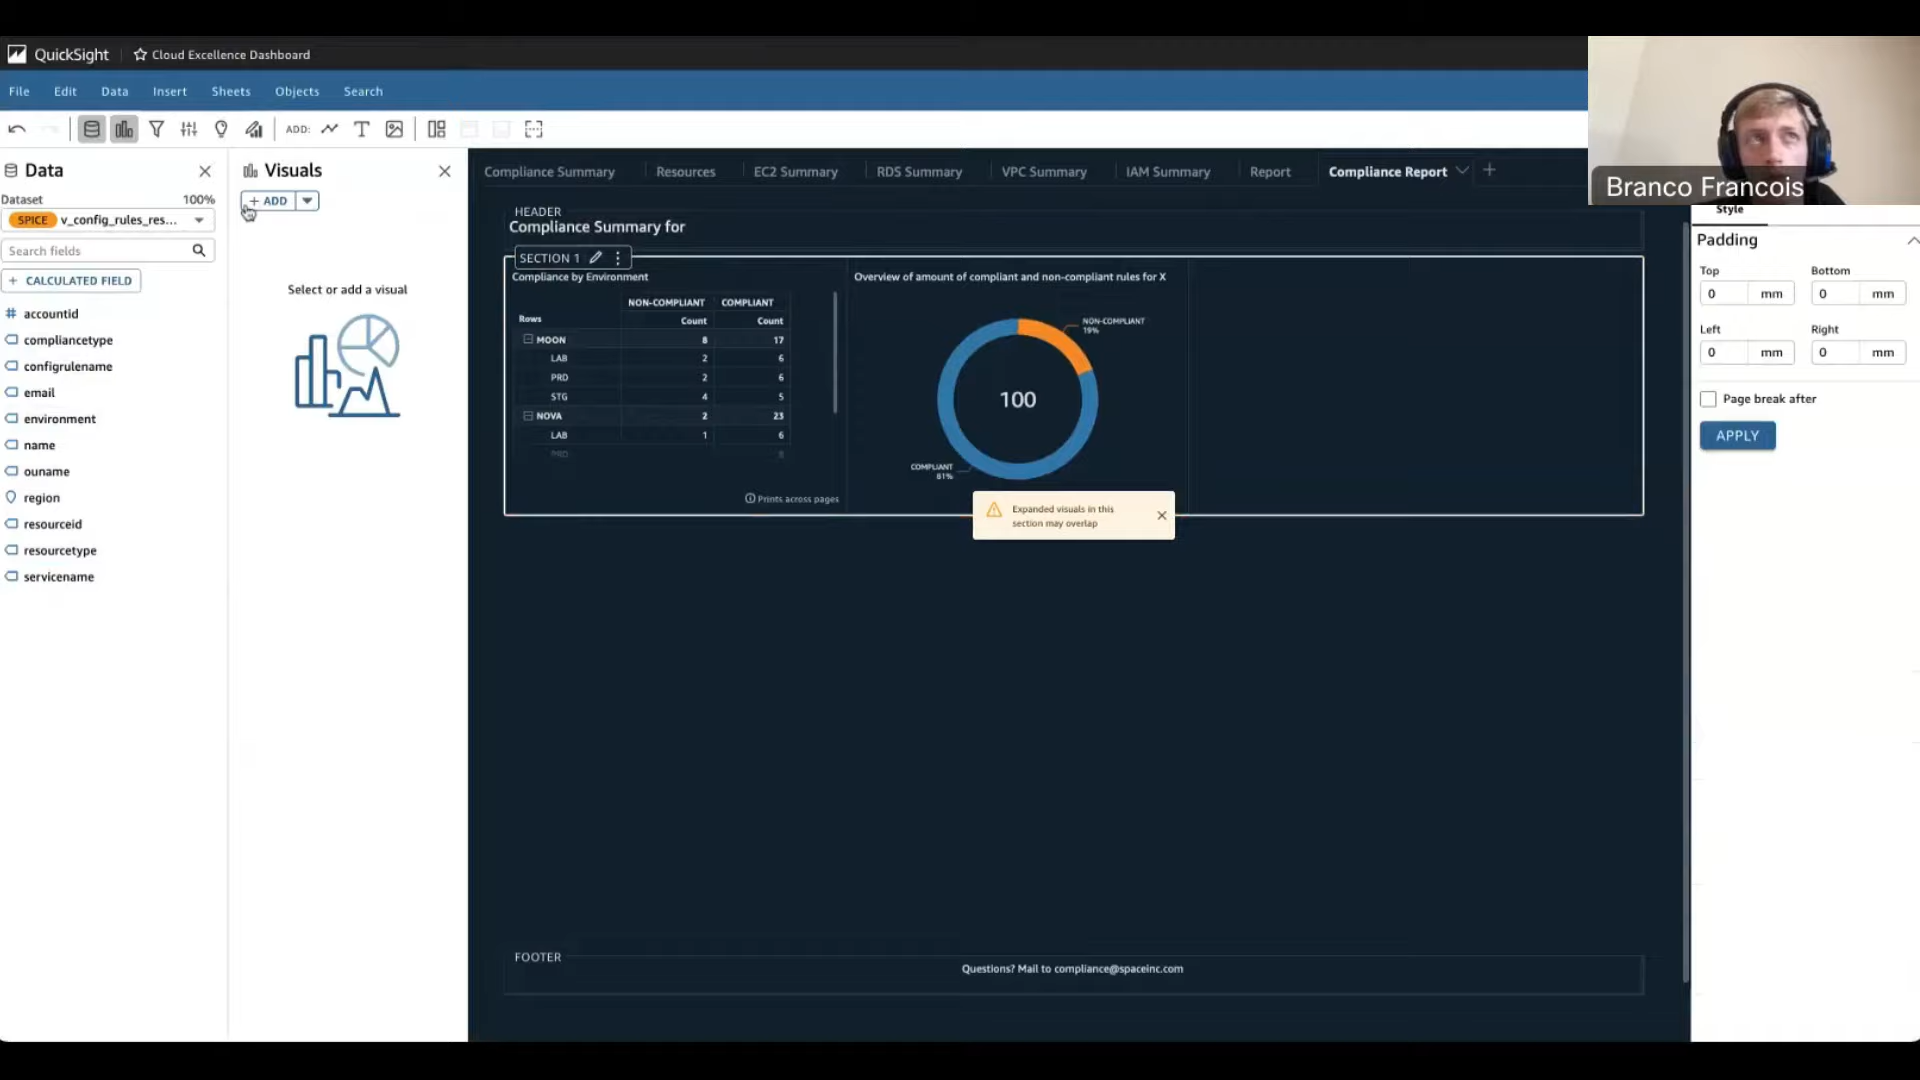 QuickSight
Cloud Excellence Dashboard
File Edit Data Insert Sheets Objects Search
ADD:
Branco Francois
Data
Dataset 100%
SPICE v_config_rules_res...
Search fields
+ CALCULATED FIELD
accountid
compliancetype
configrulename
email
environment
name
ouname
region
resourceid
resourcetype
servicename
Visuals
+ ADD
Select or add a visual
Compliance Summary Resources EC2 Summary RDS Summary VPC Summary IAM Summary Report Compliance Report
HEADER
Compliance Summary for
SECTION 1
Compliance by Environment
NON-COMPLIANT COMPLIANT
Rows Count Count
MOON 8 17
LAB 2 6
PRD 2 6
STG 4 5
NOVA 2 23
LAB 1 6
PRD 8
Prints across pages
Overview of amount of compliant and non-compliant rules for X
NON-COMPLIANT
19%
100
COMPLIANT
81%
Expanded visuals in this
section may overlap
FOOTER
Questions? Mail to compliance@spaceinc.com
Style
Padding
Top Bottom
0 mm 0 mm
Left Right
0 mm 0 mm
Page break after
APPLY